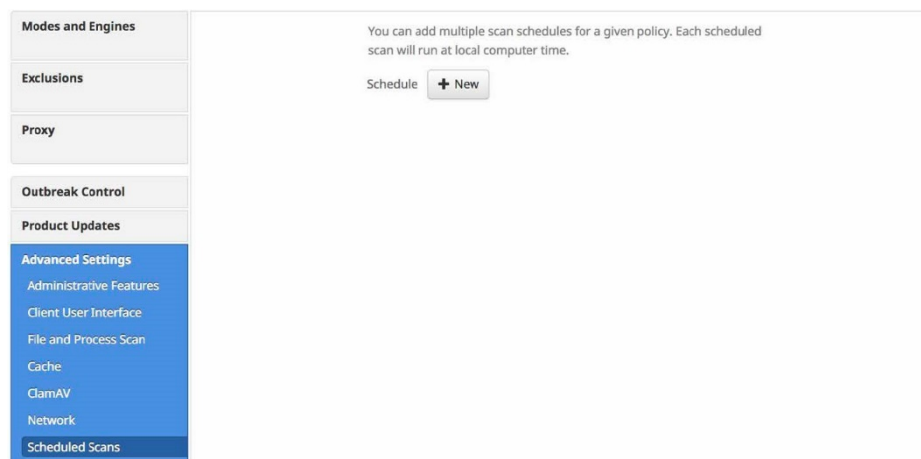 Modes and Engines
Exclusions
Proxy
Outbreak Control
Product Updates
Advanced Settings
Administrative Features
Client User Interface
File and Process Scan
Cache
ClamAV
Network
Scheduled Scans
You can add multiple scan schedules for a given policy. Each scheduled
scan will run at local computer time.
Schedule + New